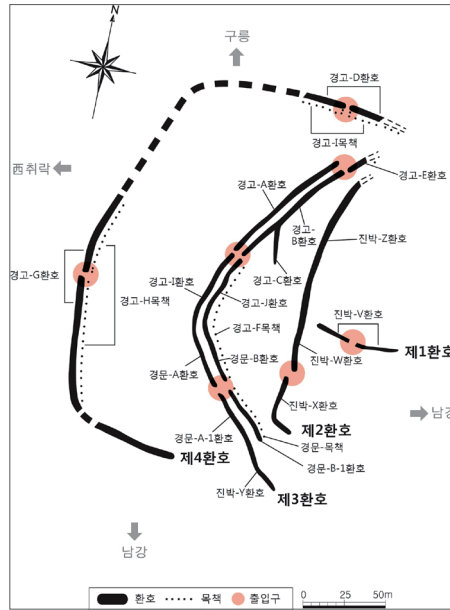 N
구릉
경고-D환호
경고-I목책
西취락
경고-A환호
경고-E환호
경고-
B환호
진박-Z환호
경고-C환호
경고-G환호
경고-I환호
경고-J환호
경고-H목책
경고-F목책
진박-V환호
경문-B환호
제1환호
경문-A환호
진박-W환호
진박-X환호
남강
경문-A-1환호
경문-목책
제2환호
제4환호
경문-B-1환호
진박-Y환호
제3환호
남강
환호
목책
출입구
0
50m